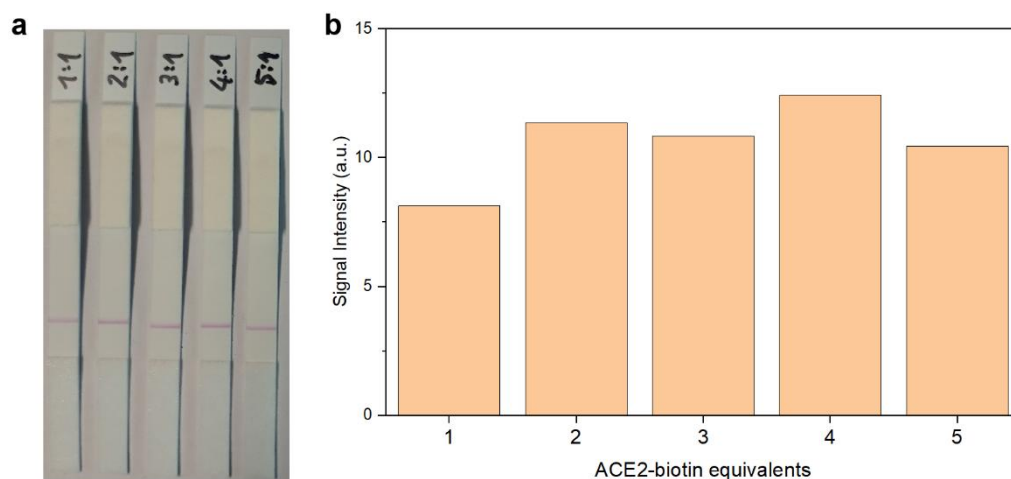 a
1:1
2:1
3:1
4:1
5:1
b
15
10
5
0
Signal Intensity (a.u.)
1 2 3 4 5
ACE2-biotin equivalents